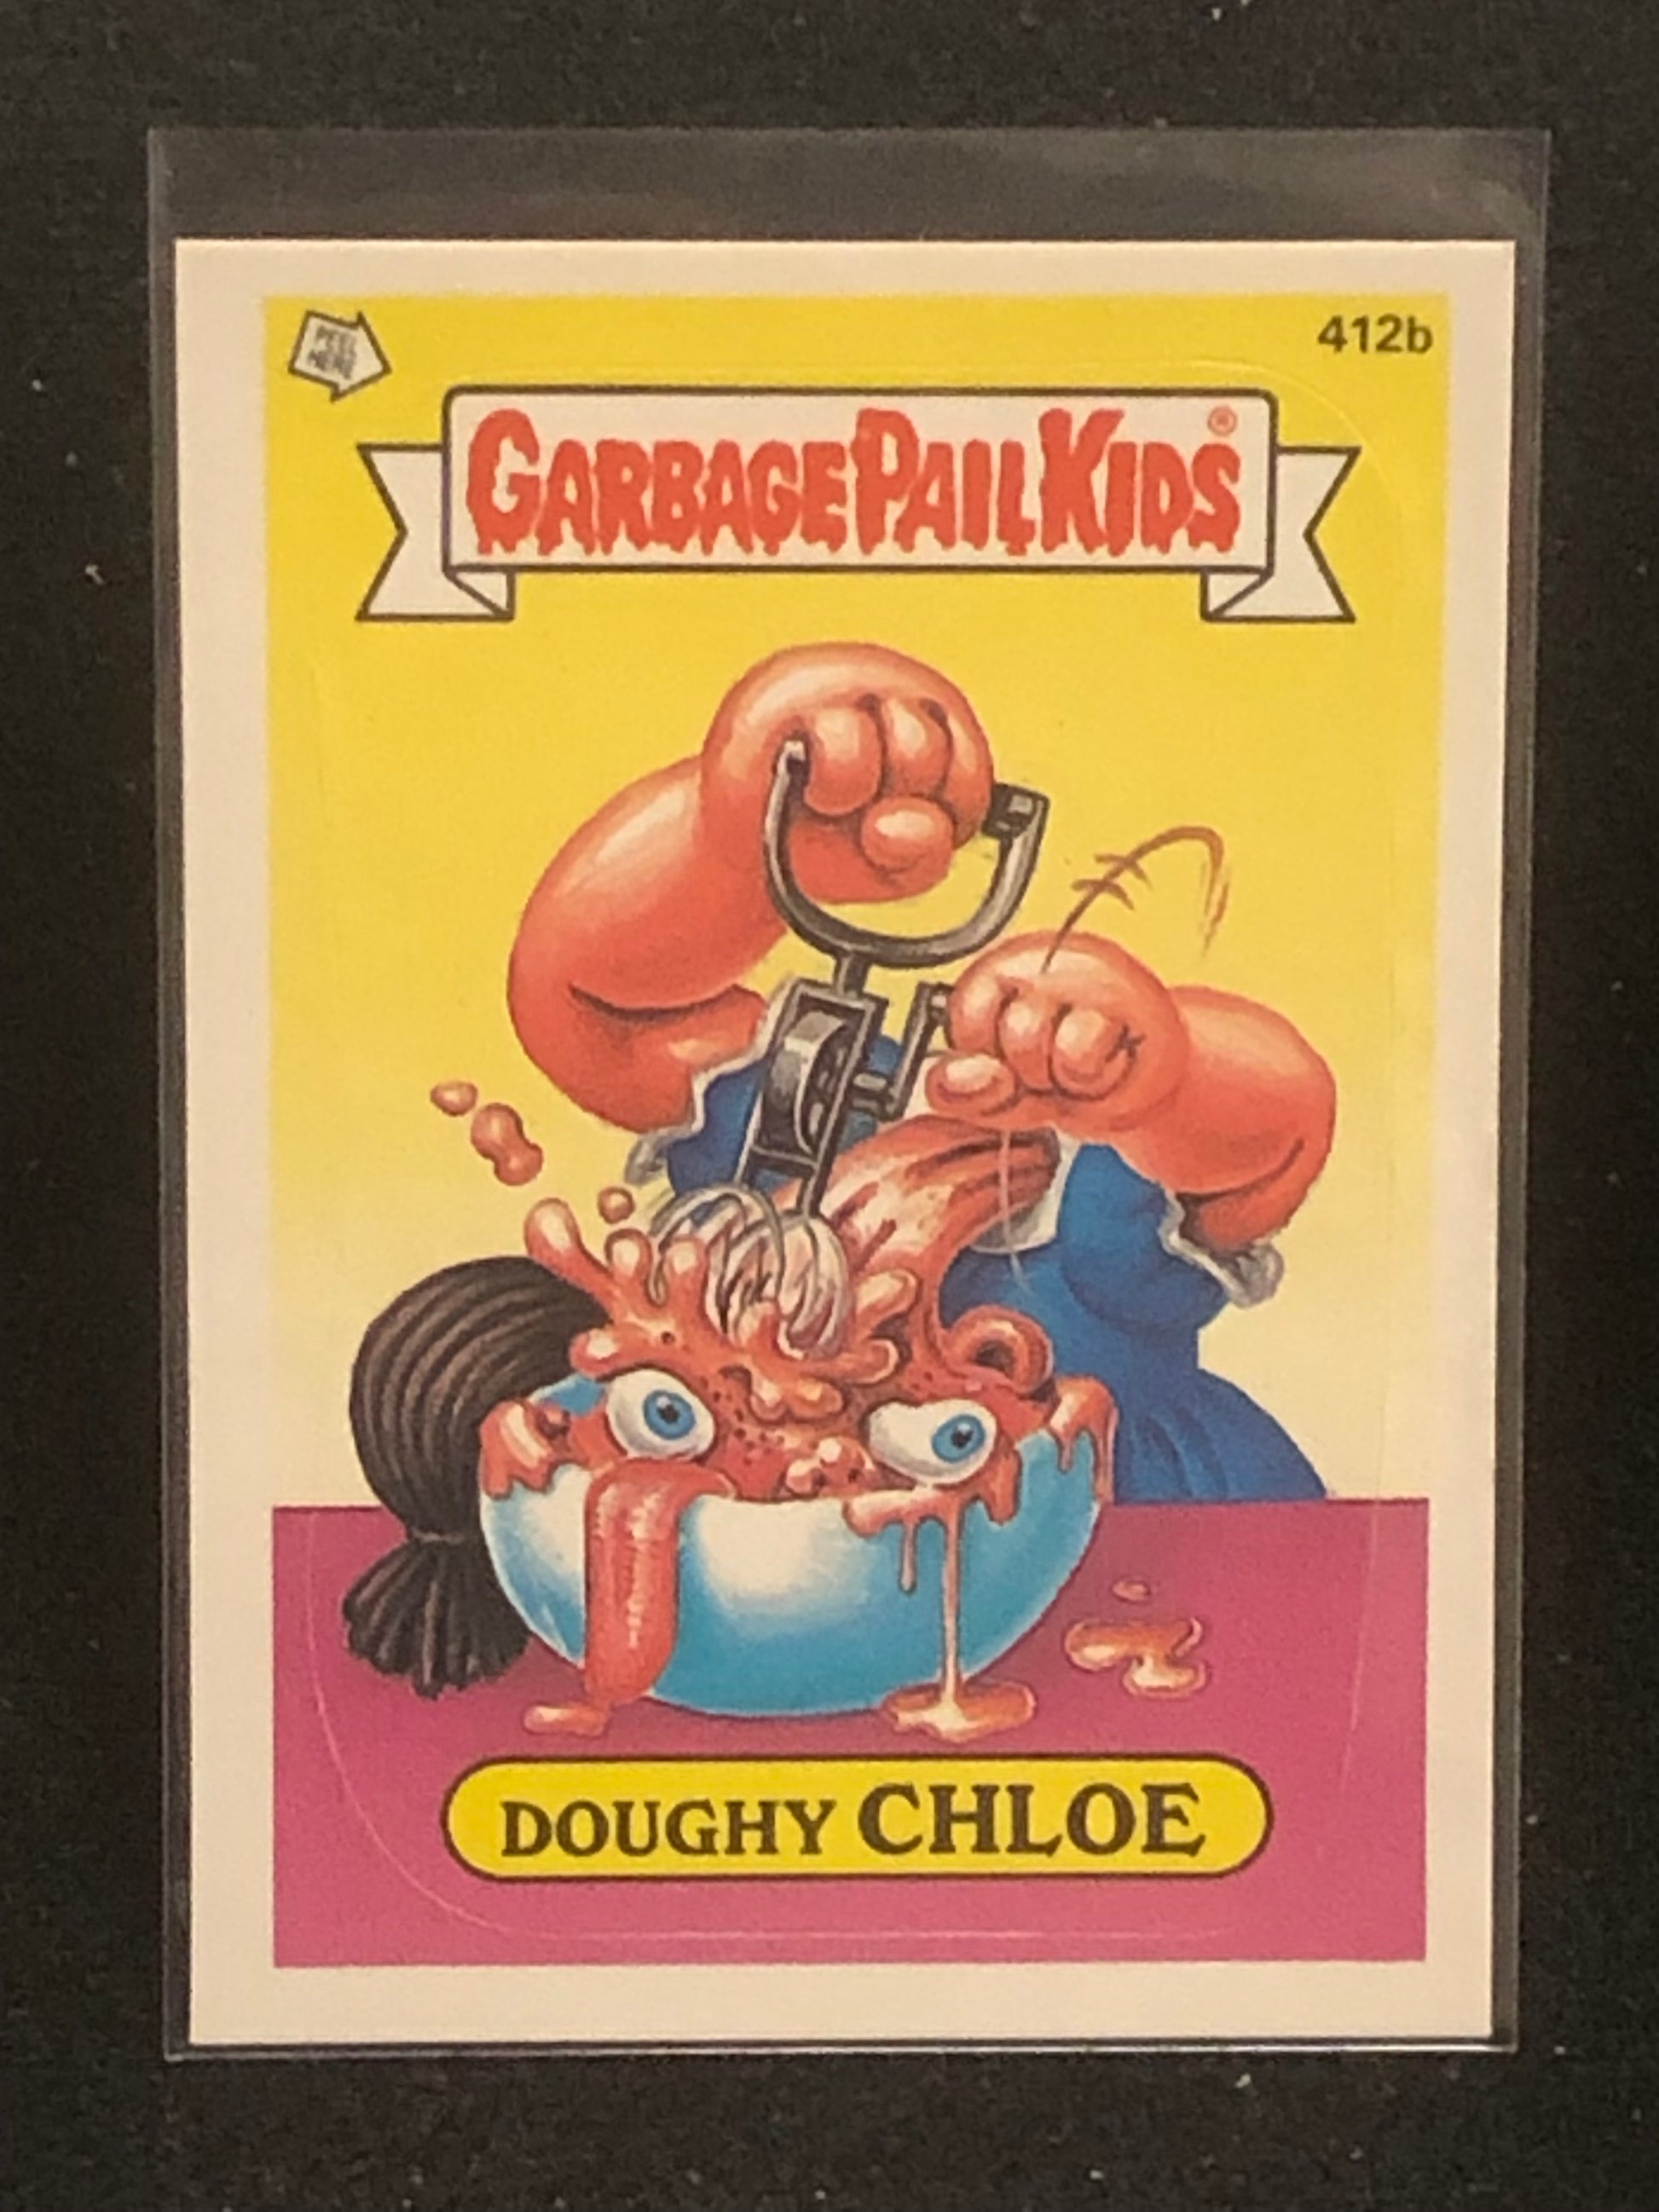 PEEL
HERE
412b
GARBAGE PAIL KIDS®
DOUGHY CHLOE